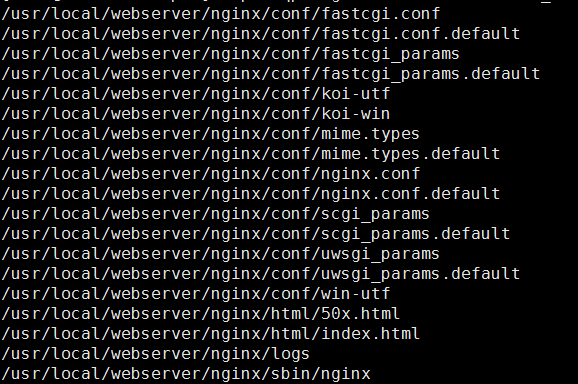 /usr/local/webserver/nginx/conf/fastcgi.conf
/usr/local/webserver/nginx/conf/fastcgi.conf.default
/usr/local/webserver/nginx/conf/fastcgi_params
/usr/local/webserver/nginx/conf/fastcgi_params.default
/usr/local/webserver/nginx/conf/koi-utf
/usr/local/webserver/nginx/conf/koi-win
/usr/local/webserver/nginx/conf/mime.types
/usr/local/webserver/nginx/conf/mime.types.default
/usr/local/webserver/nginx/conf/nginx.conf
/usr/local/webserver/nginx/conf/nginx.conf.default
/usr/local/webserver/nginx/conf/scgi_params
/usr/local/webserver/nginx/conf/scgi_params.default
/usr/local/webserver/nginx/conf/uwsgi_params
/usr/local/webserver/nginx/conf/uwsgi_params.default
/usr/local/webserver/nginx/conf/win-utf
/usr/local/webserver/nginx/html/50x.html
/usr/local/webserver/nginx/html/index.html
/usr/local/webserver/nginx/logs
/usr/local/webserver/nginx/sbin/nginx